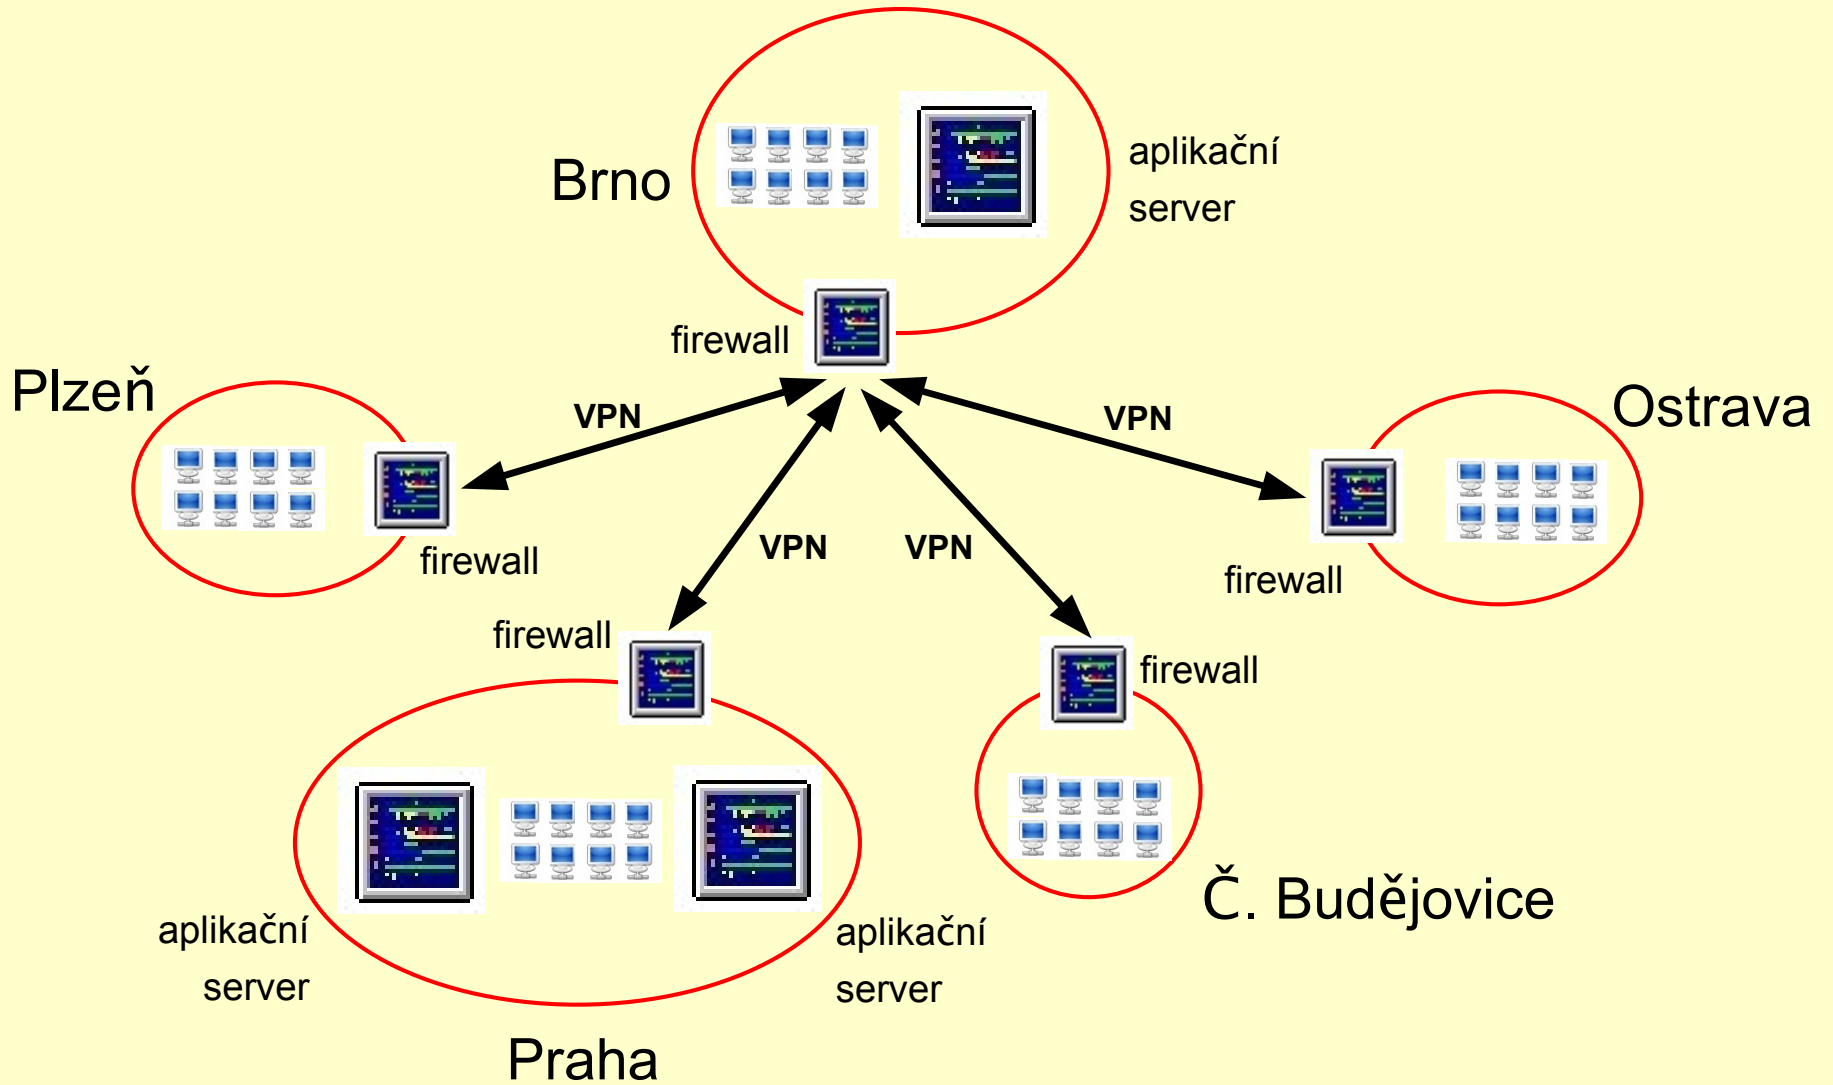 Brno
aplikační
server
firewall
Plzeň
VPN
VPN
Ostrava
firewall
VPN
VPN
firewall
firewall
firewall
Č. Budějovice
aplikační
server
aplikační
server
Praha